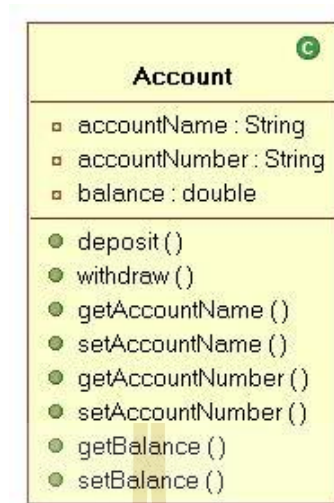 C
Account
accountName : String
accountNumber : String
balance : double
deposit ()
withdraw ()
getAccountName ()
setAccountName ()
getAccountNumber ()
setAccountNumber ()
getBalance ()
setBalance ()